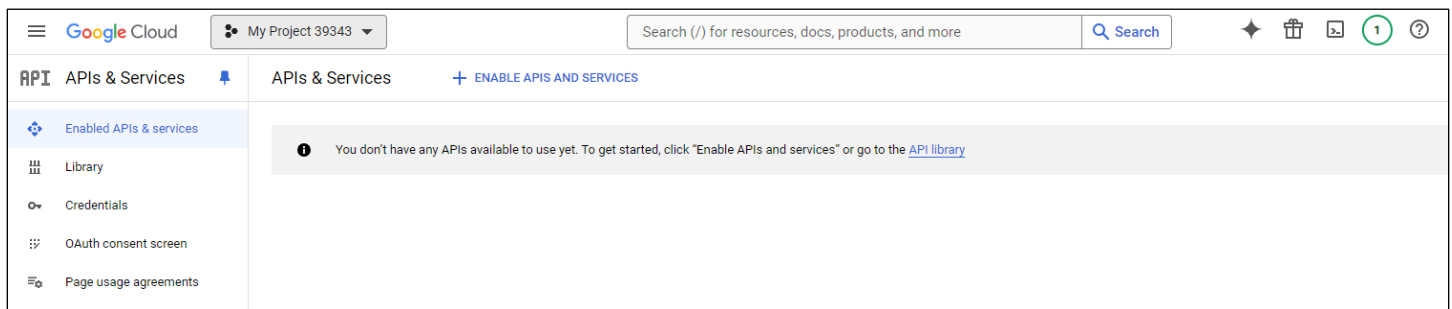 Google Cloud My Project 39343 Search (/) for resources, docs, products, and more Search 1
API APIs & Services APIs & Services ENABLE APIS AND SERVICES
Enabled APIs & services
You don't have any APIs available to use yet. To get started, click “Enable APIs and services” or go to the API library
Library
Credentials
OAuth consent screen
Page usage agreements